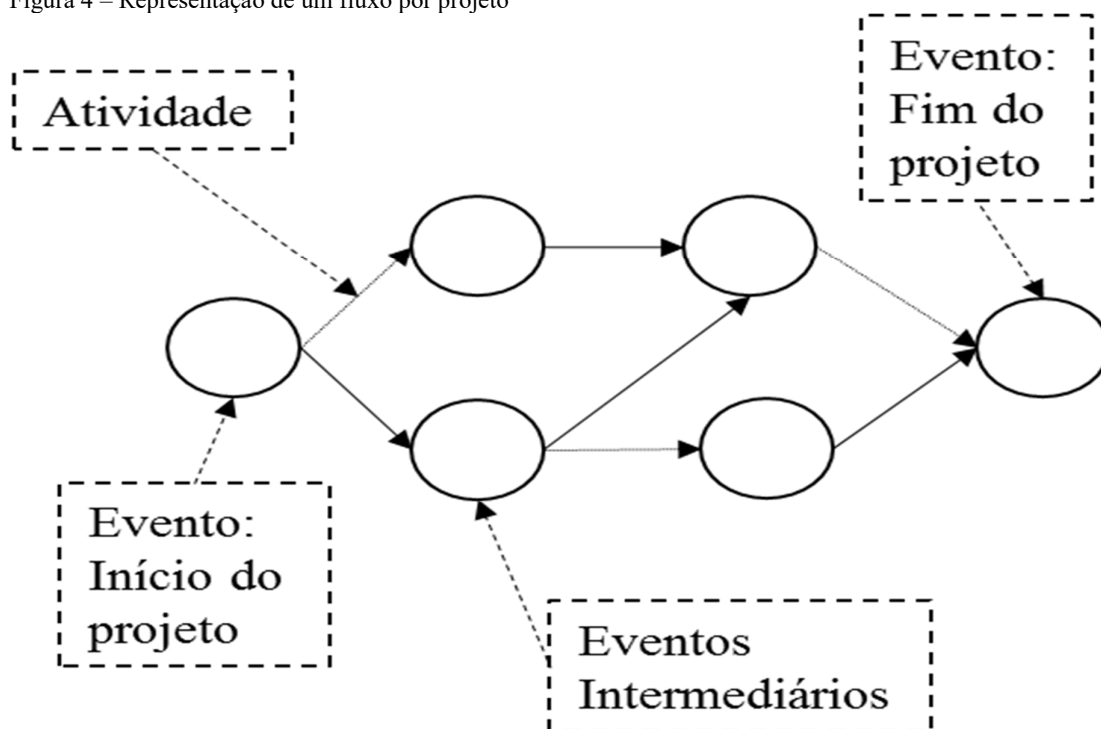 Figura 4 – Representação de um fluxo por projeto
Evento:
Fim do
projeto
Atividade
Evento:
Início do
projeto
Eventos
Intermediários